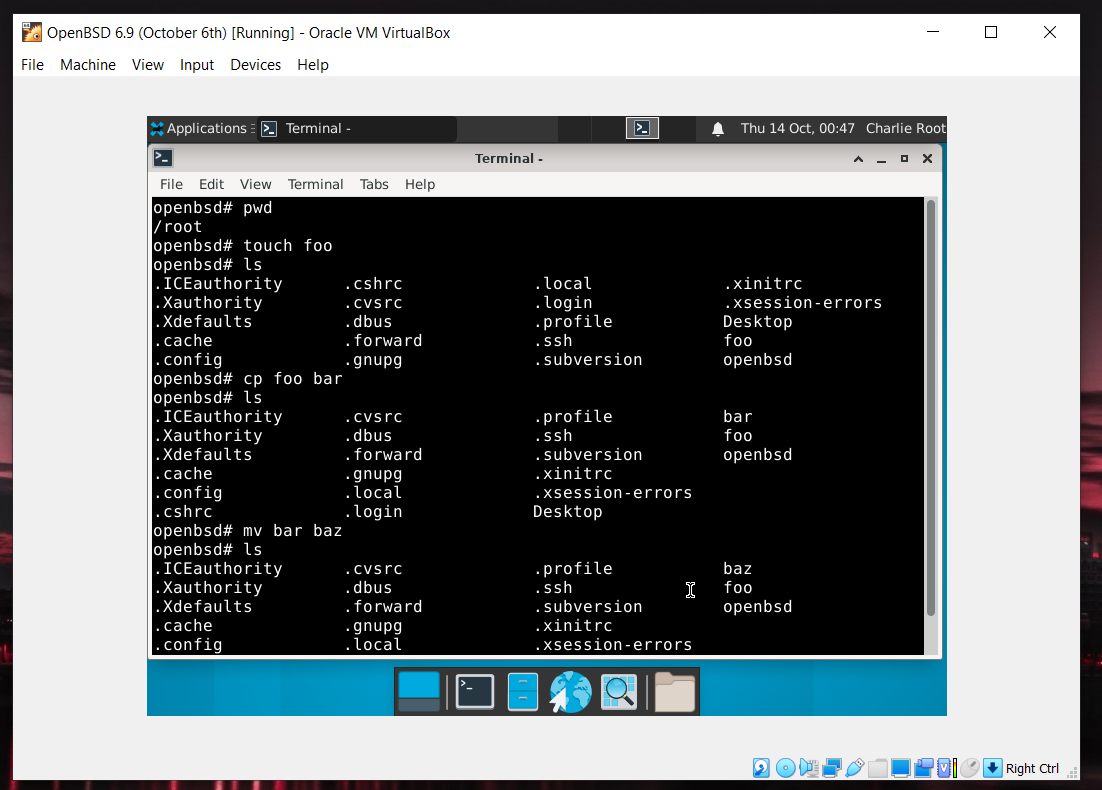 OpenBSD 6.9 (October 6th) [Running] - Oracle VM VirtualBox
File Machine View Input Devices Help
Applications Terminal - Thu 14 Oct, 00:47 Charlie Root
Terminal -
File Edit View Terminal Tabs Help
openbsd# pwd
/root
openbsd# touch foo
openbsd# ls
.ICEauthority .cshrc .local .xinitrc
.Xauthority .cvsrc .login .xsession-errors
.Xdefaults .dbus .profile Desktop
.cache .forward .ssh foo
.config .gnupg .subversion openbsd
openbsd# cp foo bar
openbsd# ls
.ICEauthority .cvsrc .profile bar
.Xauthority .dbus .ssh foo
.Xdefaults .forward .subversion openbsd
.cache .gnupg .xinitrc
.config .local .xsession-errors
.cshrc .login Desktop
openbsd# mv bar baz
openbsd# ls
.ICEauthority .cvsrc .profile baz
.Xauthority .dbus .ssh foo
.Xdefaults .forward .subversion openbsd
.cache .gnupg .xinitrc
.config .local .xsession-errors
Right Ctrl